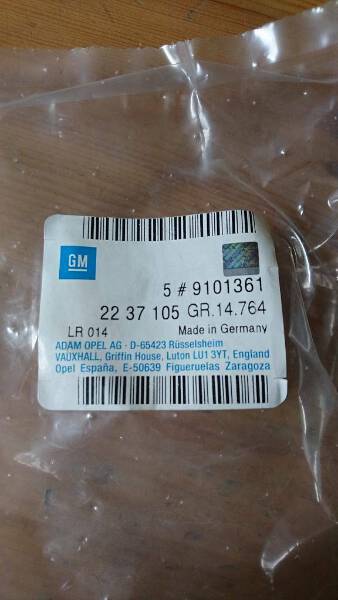 GM
5 # 9101361
22 37 105 GR.14.764
LR 014 Made in Germany
ADAM OPEL AG · D-65423 Rüsselsheim
VAUXHALL, Griffin House, Luton LU1 3YT, England
Opel España, E-50639 Figueruelas Zaragoza